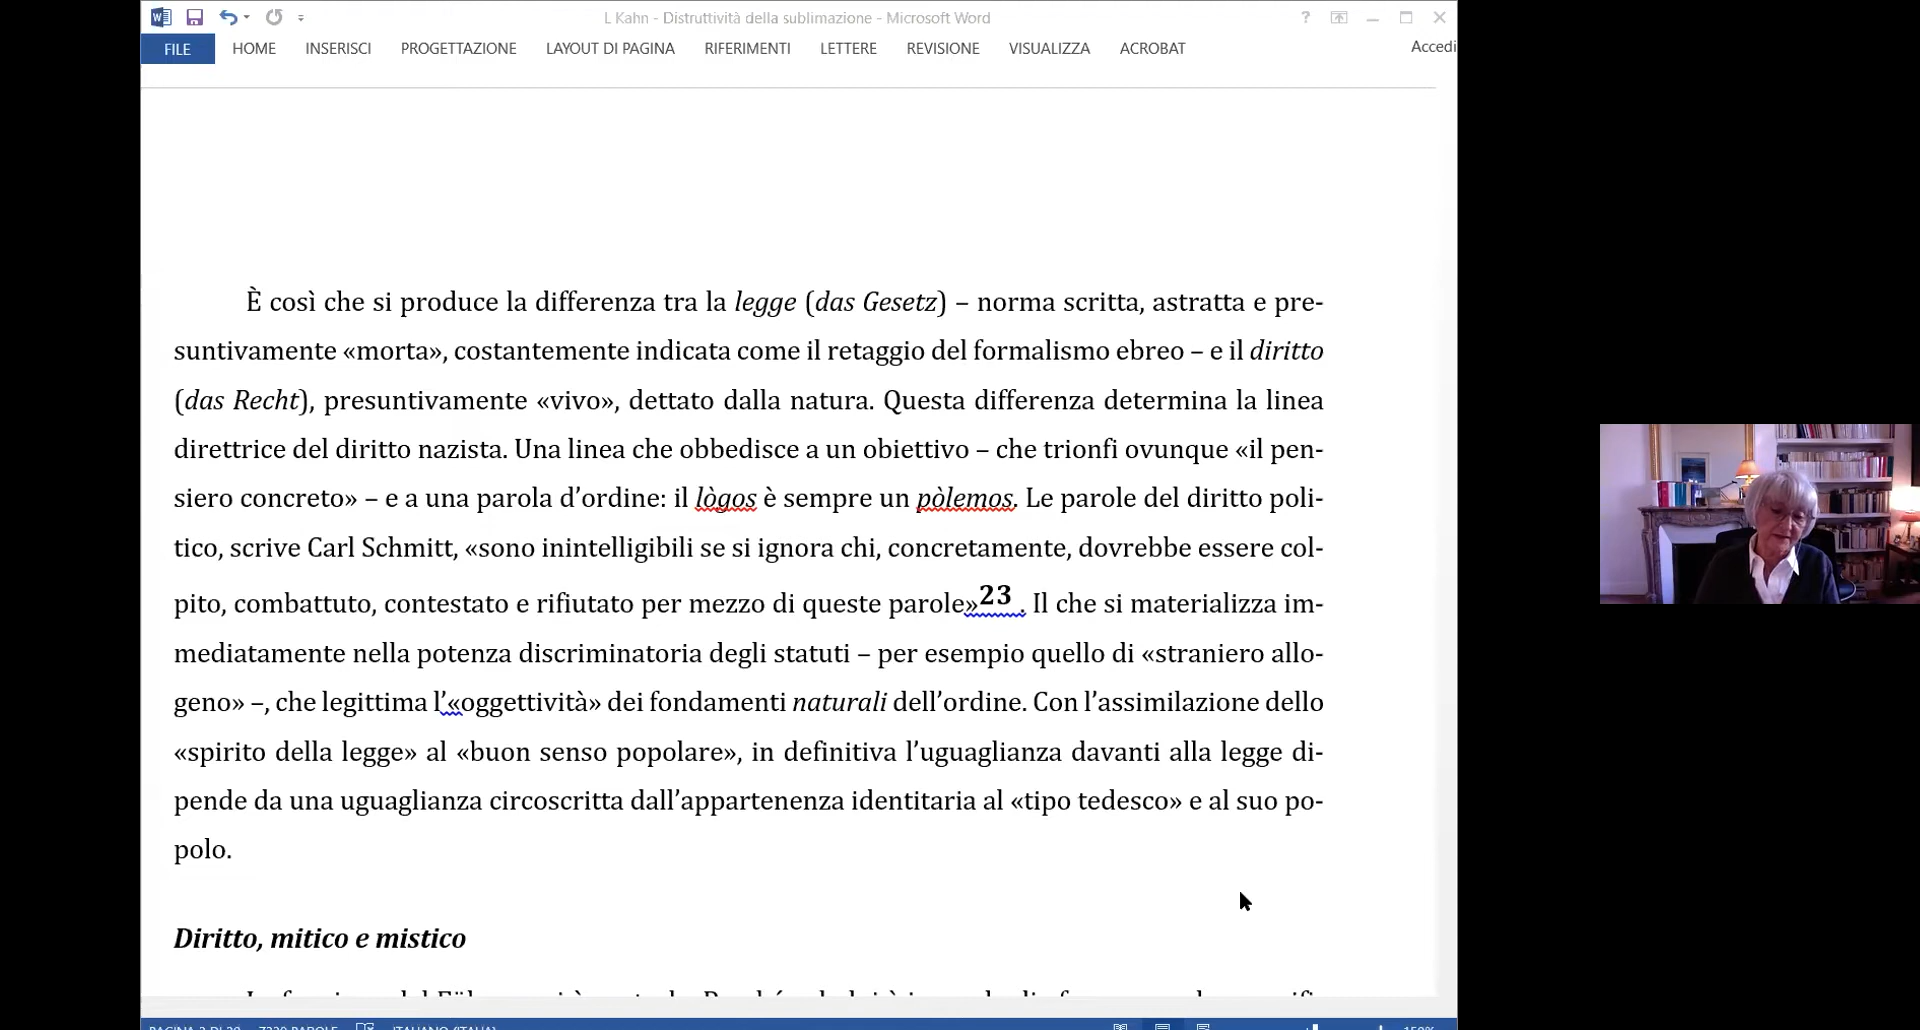 L Kahn - Distruttività della sublimazione - Microsoft Word
?
FILE HOME INSERISCI PROGETTAZIONE LAYOUT DI PAGINA RIFERIMENTI LETTERE REVISIONE VISUALIZZA ACROBAT Accedi
È così che si produce la differenza tra la legge (das Gesetz) – norma scritta, astratta e pre-
suntivamente «morta», costantemente indicata come il retaggio del formalismo ebreo – e il diritto
(das Recht), presuntivamente «vivo», dettato dalla natura. Questa differenza determina la linea
direttrice del diritto nazista. Una linea che obbedisce a un obiettivo – che trionfi ovunque «il pen-
siero concreto» – e a una parola d’ordine: il lògos è sempre un pòlemos. Le parole del diritto poli-
tico, scrive Carl Schmitt, «sono inintelligibili se si ignora chi, concretamente, dovrebbe essere col-
pito, combattuto, contestato e rifiutato per mezzo di queste parole»23 . Il che si materializza im-
mediatamente nella potenza discriminatoria degli statuti – per esempio quello di «straniero allo-
geno» –, che legittima l’«oggettività» dei fondamenti naturali dell’ordine. Con l’assimilazione dello
«spirito della legge» al «buon senso popolare», in definitiva l’uguaglianza davanti alla legge di-
pende da una uguaglianza circoscritta dall’appartenenza identitaria al «tipo tedesco» e al suo po-
polo.
Diritto, mitico e mistico
ITALIANO (ITALIA)